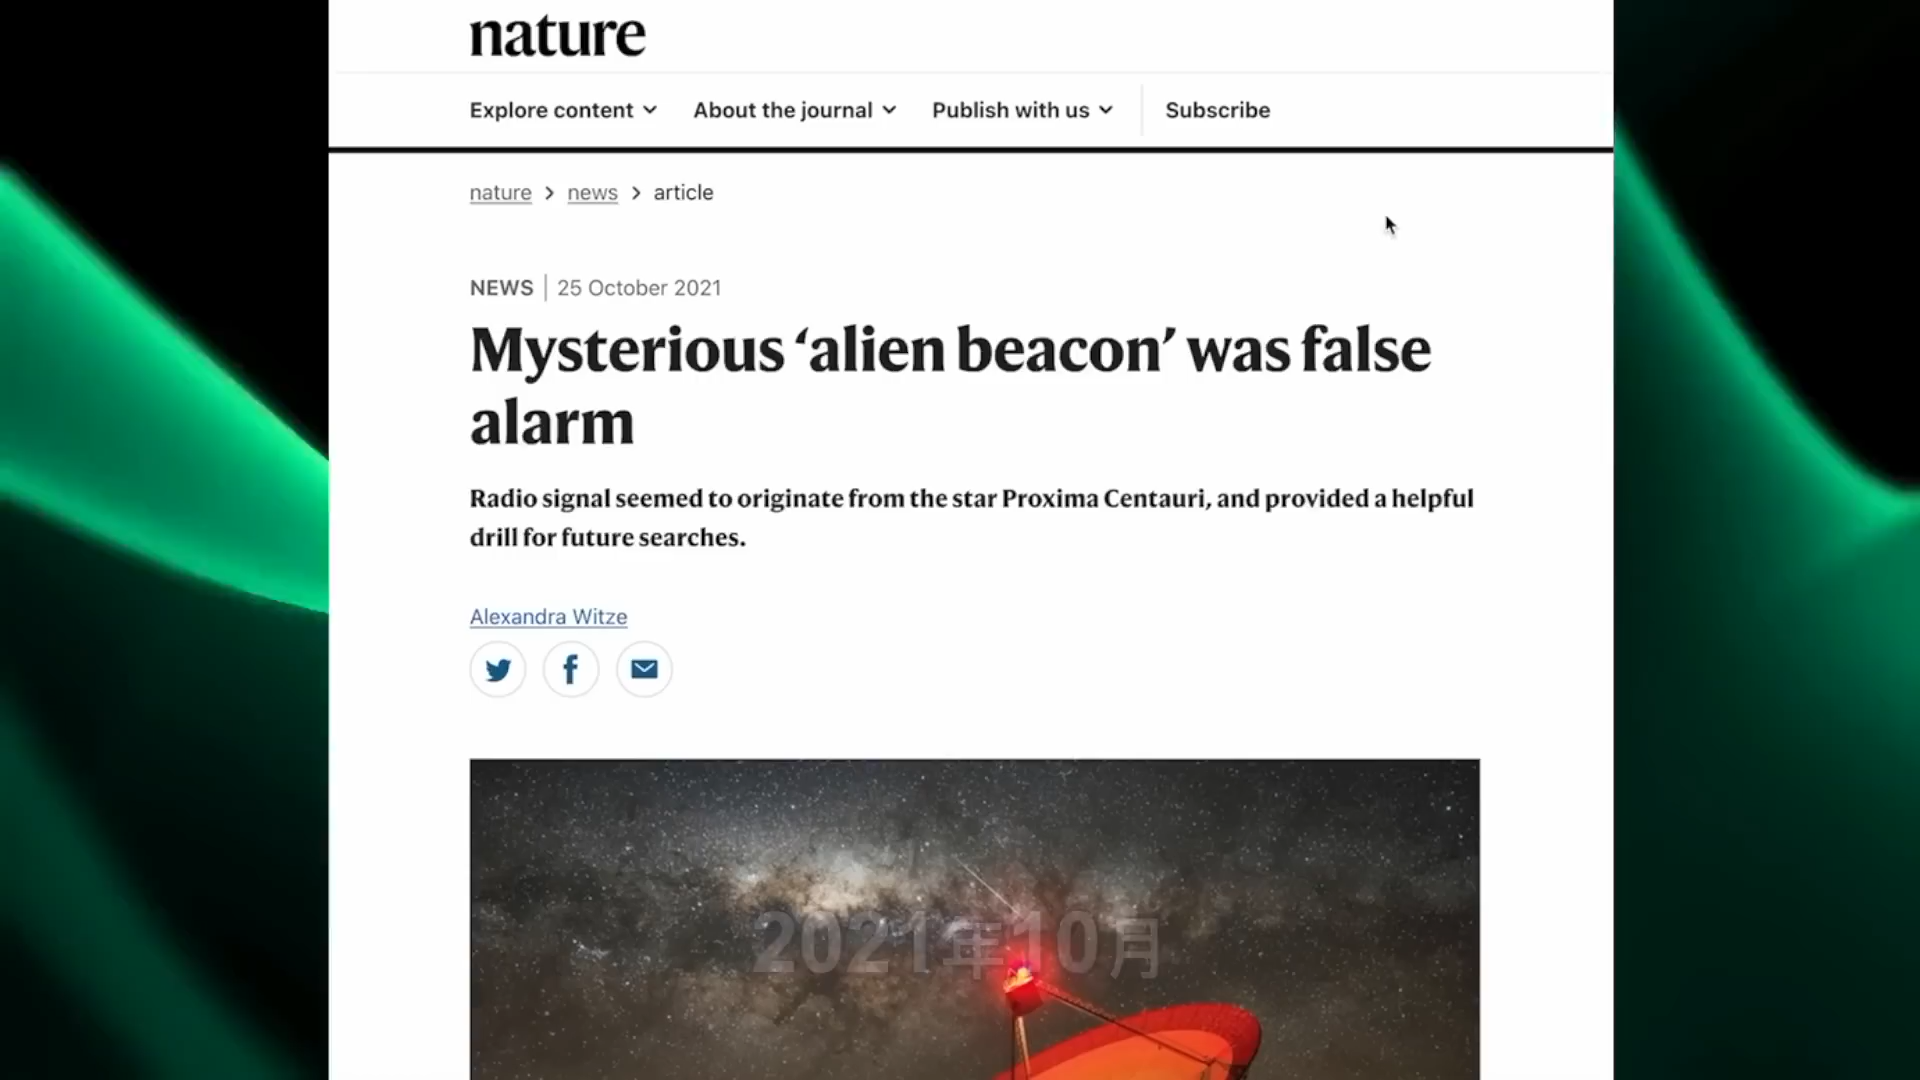 nature
Explore content About the journal Publish with us Subscribe
nature > news > article
NEWS | 25 October 2021
Mysterious ‘alien beacon’ was false
alarm
Radio signal seemed to originate from the star Proxima Centauri, and provided a helpful
drill for future searches.
Alexandra Witze
2021年10月